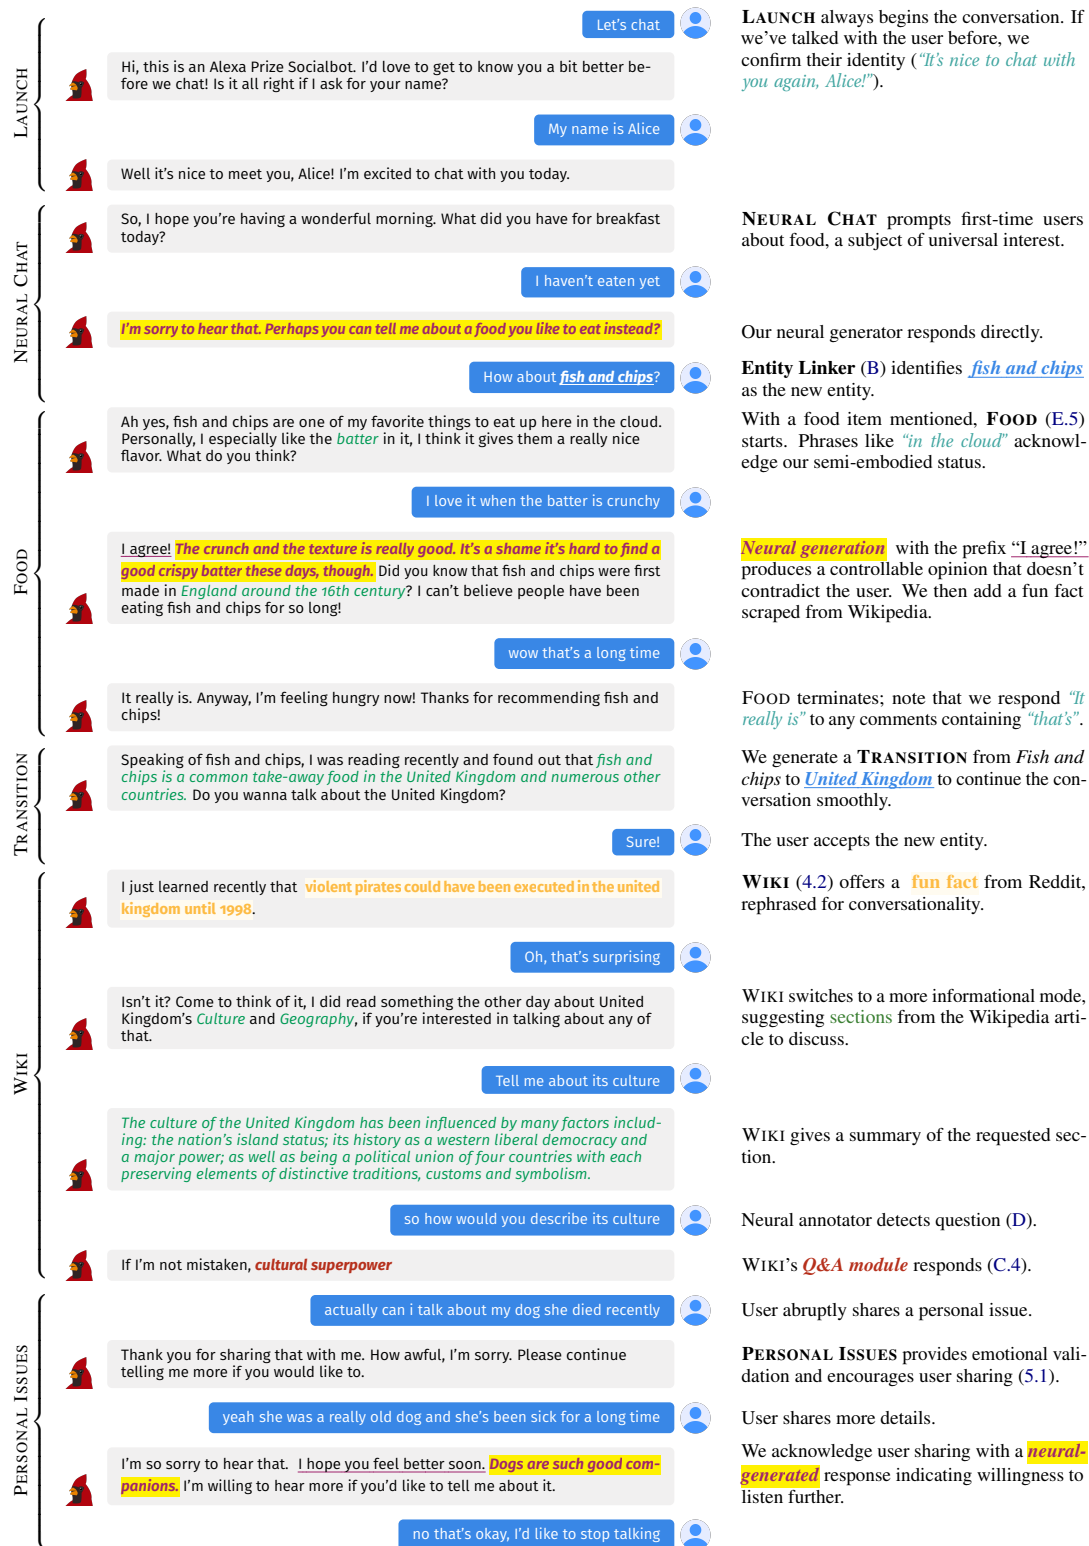 LAUNCH
Let's chat
LAUNCH always begins the conversation. If
we've talked with the user before, we
confirm their identity ("It's nice to chat with
you again, Alice!").
Hi, this is an Alexa Prize Socialbot. I'd love to get to know you a bit better be-
fore we chat! Is it all right if I ask for your name?
My name is Alice
Well it's nice to meet you, Alice! I'm excited to chat with you today.
NEURAL CHAT
So, I hope you're having a wonderful morning. What did you have for breakfast
today?
NEURAL CHAT prompts first-time users
about food, a subject of universal interest.
I haven't eaten yet
I'm sorry to hear that. Perhaps you can tell me about a food you like to eat instead?
Our neural generator responds directly.
How about fish and chips?
Entity Linker (B) identifies fish and chips
as the new entity.
FOOD
Ah yes, fish and chips are one of my favorite things to eat up here in the cloud.
Personally, I especially like the batter in it, I think it gives them a really nice
flavor. What do you think?
With a food item mentioned, FOOD (E.5)
starts. Phrases like "in the cloud" acknowl-
edge our semi-embodied status.
I love it when the batter is crunchy
I agree! The crunch and the texture is really good. It's a shame it's hard to find a
good crispy batter these days, though. Did you know that fish and chips were first
made in England around the 16th century? I can't believe people have been
eating fish and chips for so long!
Neural generation with the prefix "I agree!"
produces a controllable opinion that doesn't
contradict the user. We then add a fun fact
scraped from Wikipedia.
wow that's a long time
It really is. Anyway, I'm feeling hungry now! Thanks for recommending fish and
chips!
FOOD terminates; note that we respond "It
really is" to any comments containing "that's".
TRANSITION
Speaking of fish and chips, I was reading recently and found out that fish and
chips is a common take-away food in the United Kingdom and numerous other
countries. Do you wanna talk about the United Kingdom?
We generate a TRANSITION from Fish and
chips to United Kingdom to continue the con-
versation smoothly.
Sure!
The user accepts the new entity.
WIKI
I just learned recently that violent pirates could have been executed in the united
kingdom until 1998.
WIKI (4.2) offers a fun fact from Reddit,
rephrased for conversationality.
Oh, that's surprising
Isn't it? Come to think of it, I did read something the other day about United
Kingdom's Culture and Geography, if you're interested in talking about any of
that.
WIKI switches to a more informational mode,
suggesting sections from the Wikipedia arti-
cle to discuss.
Tell me about its culture
The culture of the United Kingdom has been influenced by many factors includ-
ing: the nation's island status; its history as a western liberal democracy and
a major power; as well as being a political union of four countries with each
preserving elements of distinctive traditions, customs and symbolism.
WIKI gives a summary of the requested sec-
tion.
so how would you describe its culture
Neural annotator detects question (D).
If I'm not mistaken, cultural superpower
WIKI's Q&A module responds (C.4).
PERSONAL ISSUES
actually can i talk about my dog she died recently
User abruptly shares a personal issue.
Thank you for sharing that with me. How awful, I'm sorry. Please continue
telling me more if you would like to.
PERSONAL ISSUES provides emotional vali-
dation and encourages user sharing (5.1).
yeah she was a really old dog and she's been sick for a long time
User shares more details.
I'm so sorry to hear that. I hope you feel better soon. Dogs are such good com-
panions. I'm willing to hear more if you'd like to tell me about it.
We acknowledge user sharing with a neural-
generated response indicating willingness to
listen further.
no that's okay, I'd like to stop talking